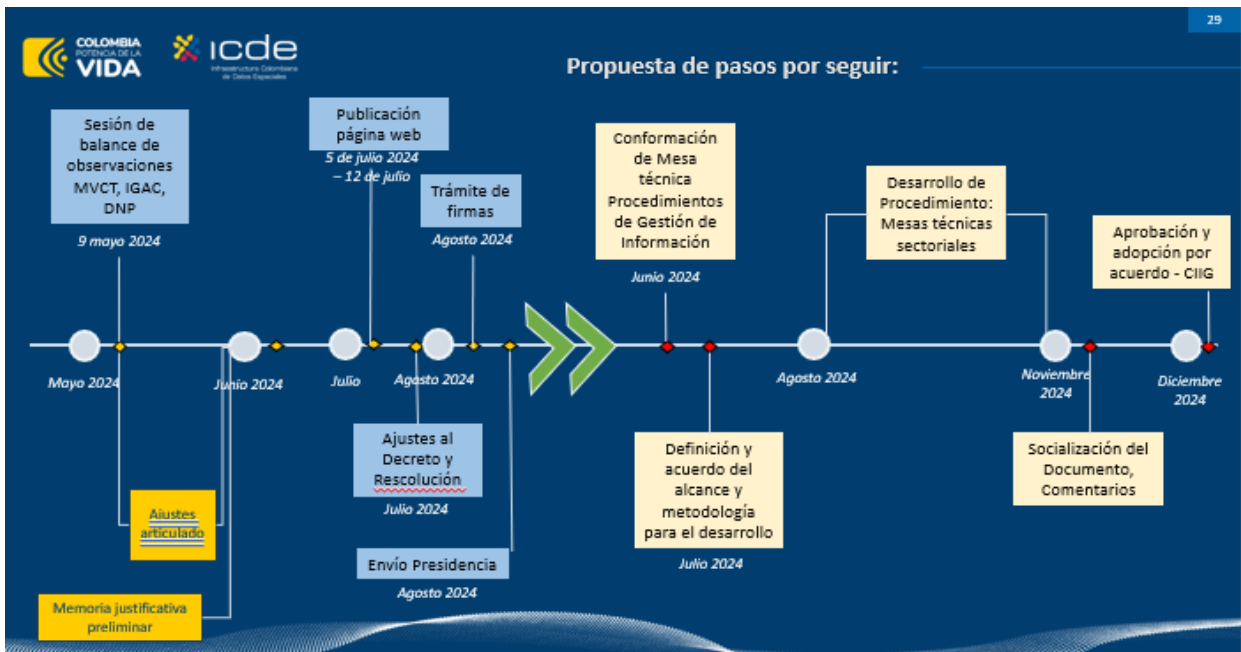 29
COLOMBIA
POTENCIA DE LA
VIDA
icde
Infraestructura Colombiana
de Datos Espaciales
Propuesta de pasos por seguir:
Sesión de
balance de
observaciones
MVCT, IGAC,
DNP
9 mayo 2024
Publicación
página web
5 de julio 2024
– 12 de julio
Trámite de
firmas
Agosto 2024
Conformación
de Mesa
técnica
Procedimientos
de Gestión de
Información
Junio 2024
Desarrollo de
Procedimiento:
Mesas técnicas
sectoriales
Aprobación y
adopción por
acuerdo - CIIG
Mayo 2024
Junio 2024
Julio
Agosto 2024
Agosto 2024
Noviembre
2024
Diciembre
2024
Ajustes
articulado
Memoria justificativa
preliminar
Ajustes al
Decreto y
Rescolución
Julio 2024
Envío Presidencia
Agosto 2024
Definición y
acuerdo del
alcance y
metodología
para el desarrollo
Julio 2024
Socialización del
Documento,
Comentarios